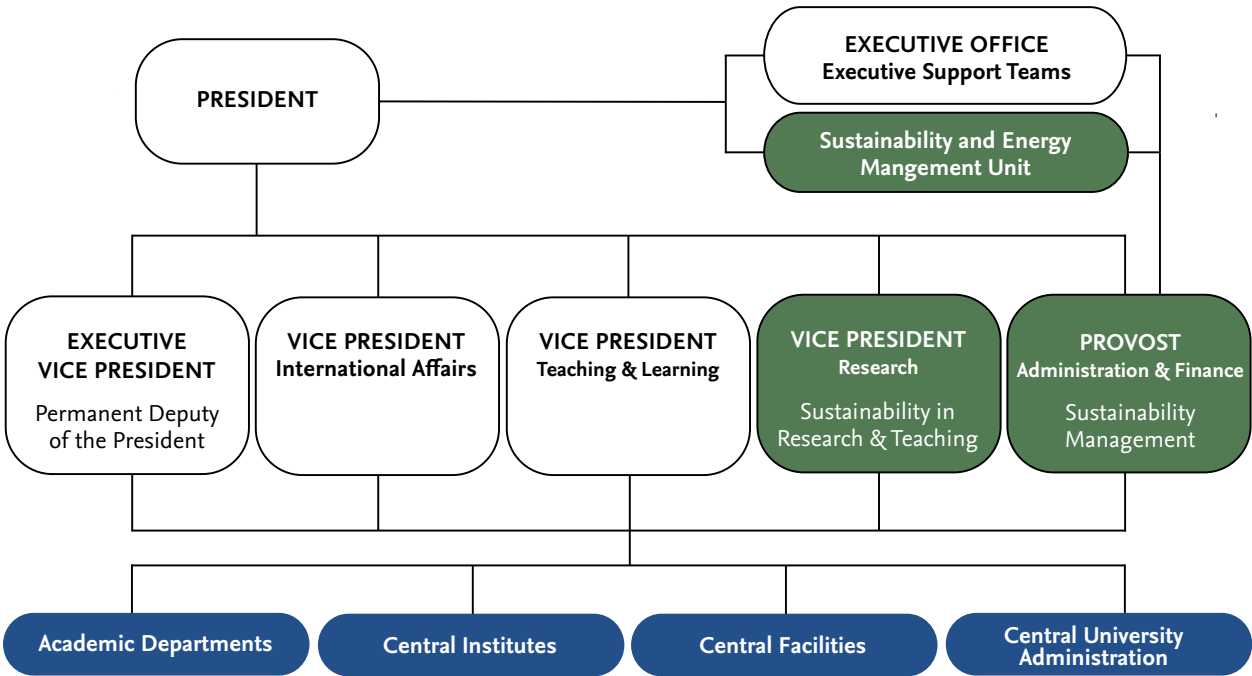 PRESIDENT
EXECUTIVE OFFICE
Executive Support Teams
Sustainability and Energy
Mangement Unit
EXECUTIVE
VICE PRESIDENT
Permanent Deputy
of the President
VICE PRESIDENT
International Affairs
VICE PRESIDENT
Teaching & Learning
VICE PRESIDENT
Research
Sustainability in
Research & Teaching
PROVOST
Administration & Finance
Sustainability
Management
Academic Departments
Central Institutes
Central Facilities
Central University
Administration